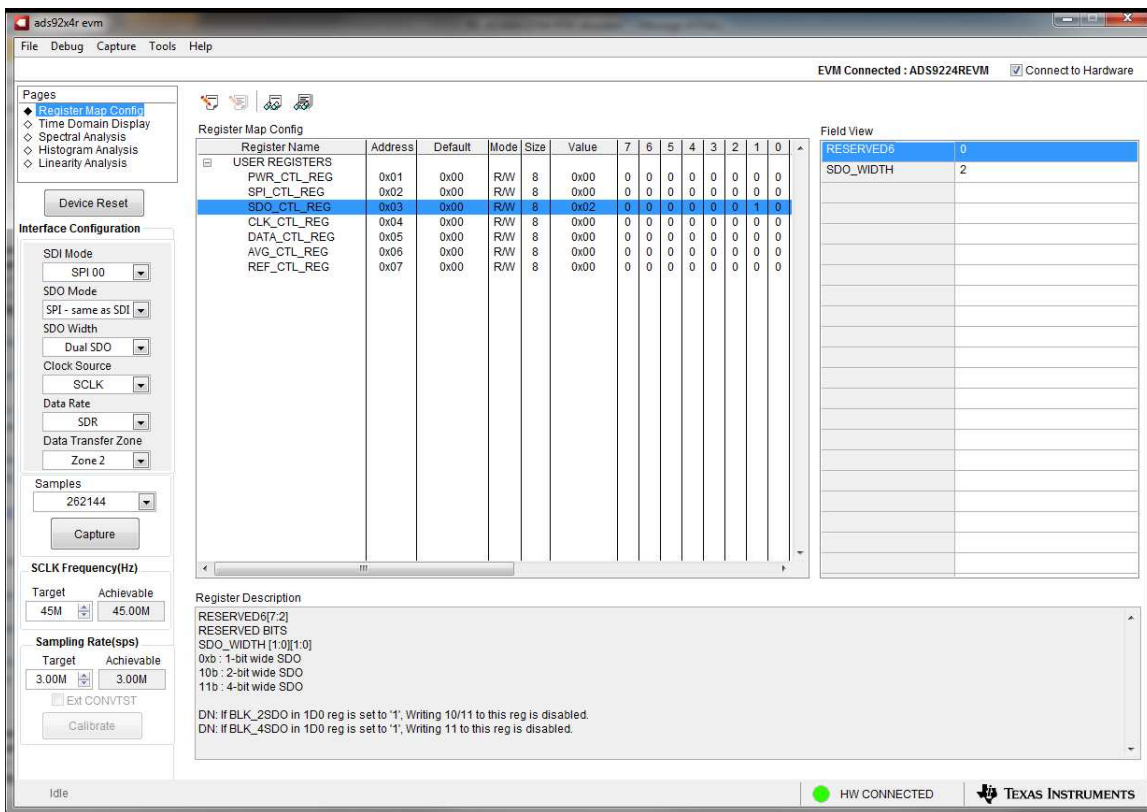 ads92x4r evm
File Debug Capture Tools Help
EVM Connected : ADS9224REVM Connect to Hardware
Pages
Register Map Config
Time Domain Display
Spectral Analysis
Histogram Analysis
Linearity Analysis
Device Reset
Interface Configuration
SDI Mode
SPI 00
SDO Mode
SPI - same as SDI
SDO Width
Dual SDO
Clock Source
SCLK
Data Rate
SDR
Data Transfer Zone
Zone 2
Samples
262144
Capture
SCLK Frequency(Hz)
Target Achievable
45M 45.00M
Sampling Rate(sps)
Target Achievable
3.00M 3.00M
Ext CONVTST
Calibrate
Register Map Config
Register Name Address Default Mode Size Value 7 6 5 4 3 2 1 0
USER REGISTERS
PWR_CTL_REG 0x01 0x00 R/W 8 0x00 0 0 0 0 0 0 0 0
SPI_CTL_REG 0x02 0x00 R/W 8 0x00 0 0 0 0 0 0 0 0
SDO_CTL_REG 0x03 0x00 R/W 8 0x02 0 0 0 0 0 0 1 0
CLK_CTL_REG 0x04 0x00 R/W 8 0x00 0 0 0 0 0 0 0 0
DATA_CTL_REG 0x05 0x00 R/W 8 0x00 0 0 0 0 0 0 0 0
AVG_CTL_REG 0x06 0x00 R/W 8 0x00 0 0 0 0 0 0 0 0
REF_CTL_REG 0x07 0x00 R/W 8 0x00 0 0 0 0 0 0 0 0
Field View
RESERVED6 0
SDO_WIDTH 2
Register Description
RESERVED6[7:2]
RESERVED BITS
SDO_WIDTH [1:0][1:0]
0xb : 1-bit wide SDO
10b : 2-bit wide SDO
11b : 4-bit wide SDO
DN: If BLK_2SDO in 1D0 reg is set to '1', Writing 10/11 to this reg is disabled.
DN: If BLK_4SDO in 1D0 reg is set to '1', Writing 11 to this reg is disabled.
Idle
HW CONNECTED
TEXAS INSTRUMENTS